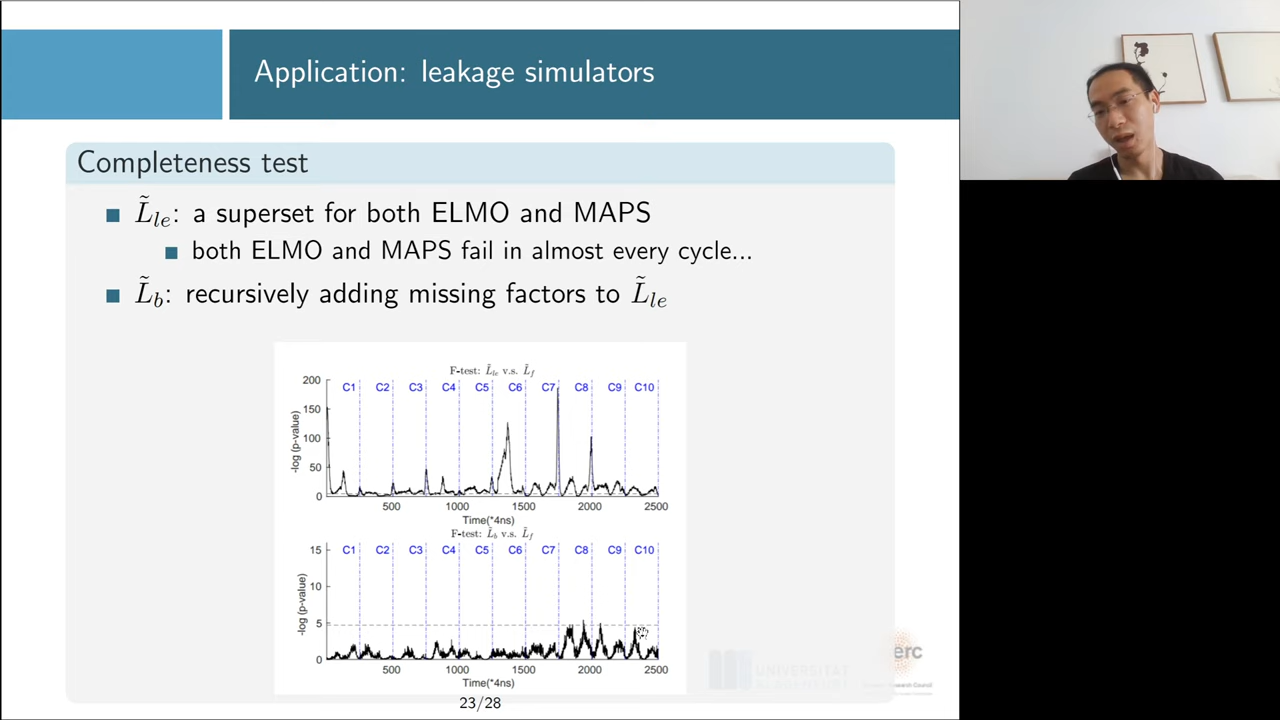 Application: leakage simulators
Completeness test
L̃le: a superset for both ELMO and MAPS
both ELMO and MAPS fail in almost every cycle...
L̃b: recursively adding missing factors to L̃le
F-test: L̃le v.s. L̃f
200
150
100
50
0
-log (p-value)
C1 C2 C3 C4 C5 C6 C7 C8 C9 C10
500 1000 1500 2000 2500
Time(*4ns)
F-test: L̃b v.s. L̃f
15
10
5
0
-log (p-value)
C1 C2 C3 C4 C5 C6 C7 C8 C9 C10
500 1000 1500 2000 2500
Time(*4ns)
erc
UNIVERSITÄT
23/28